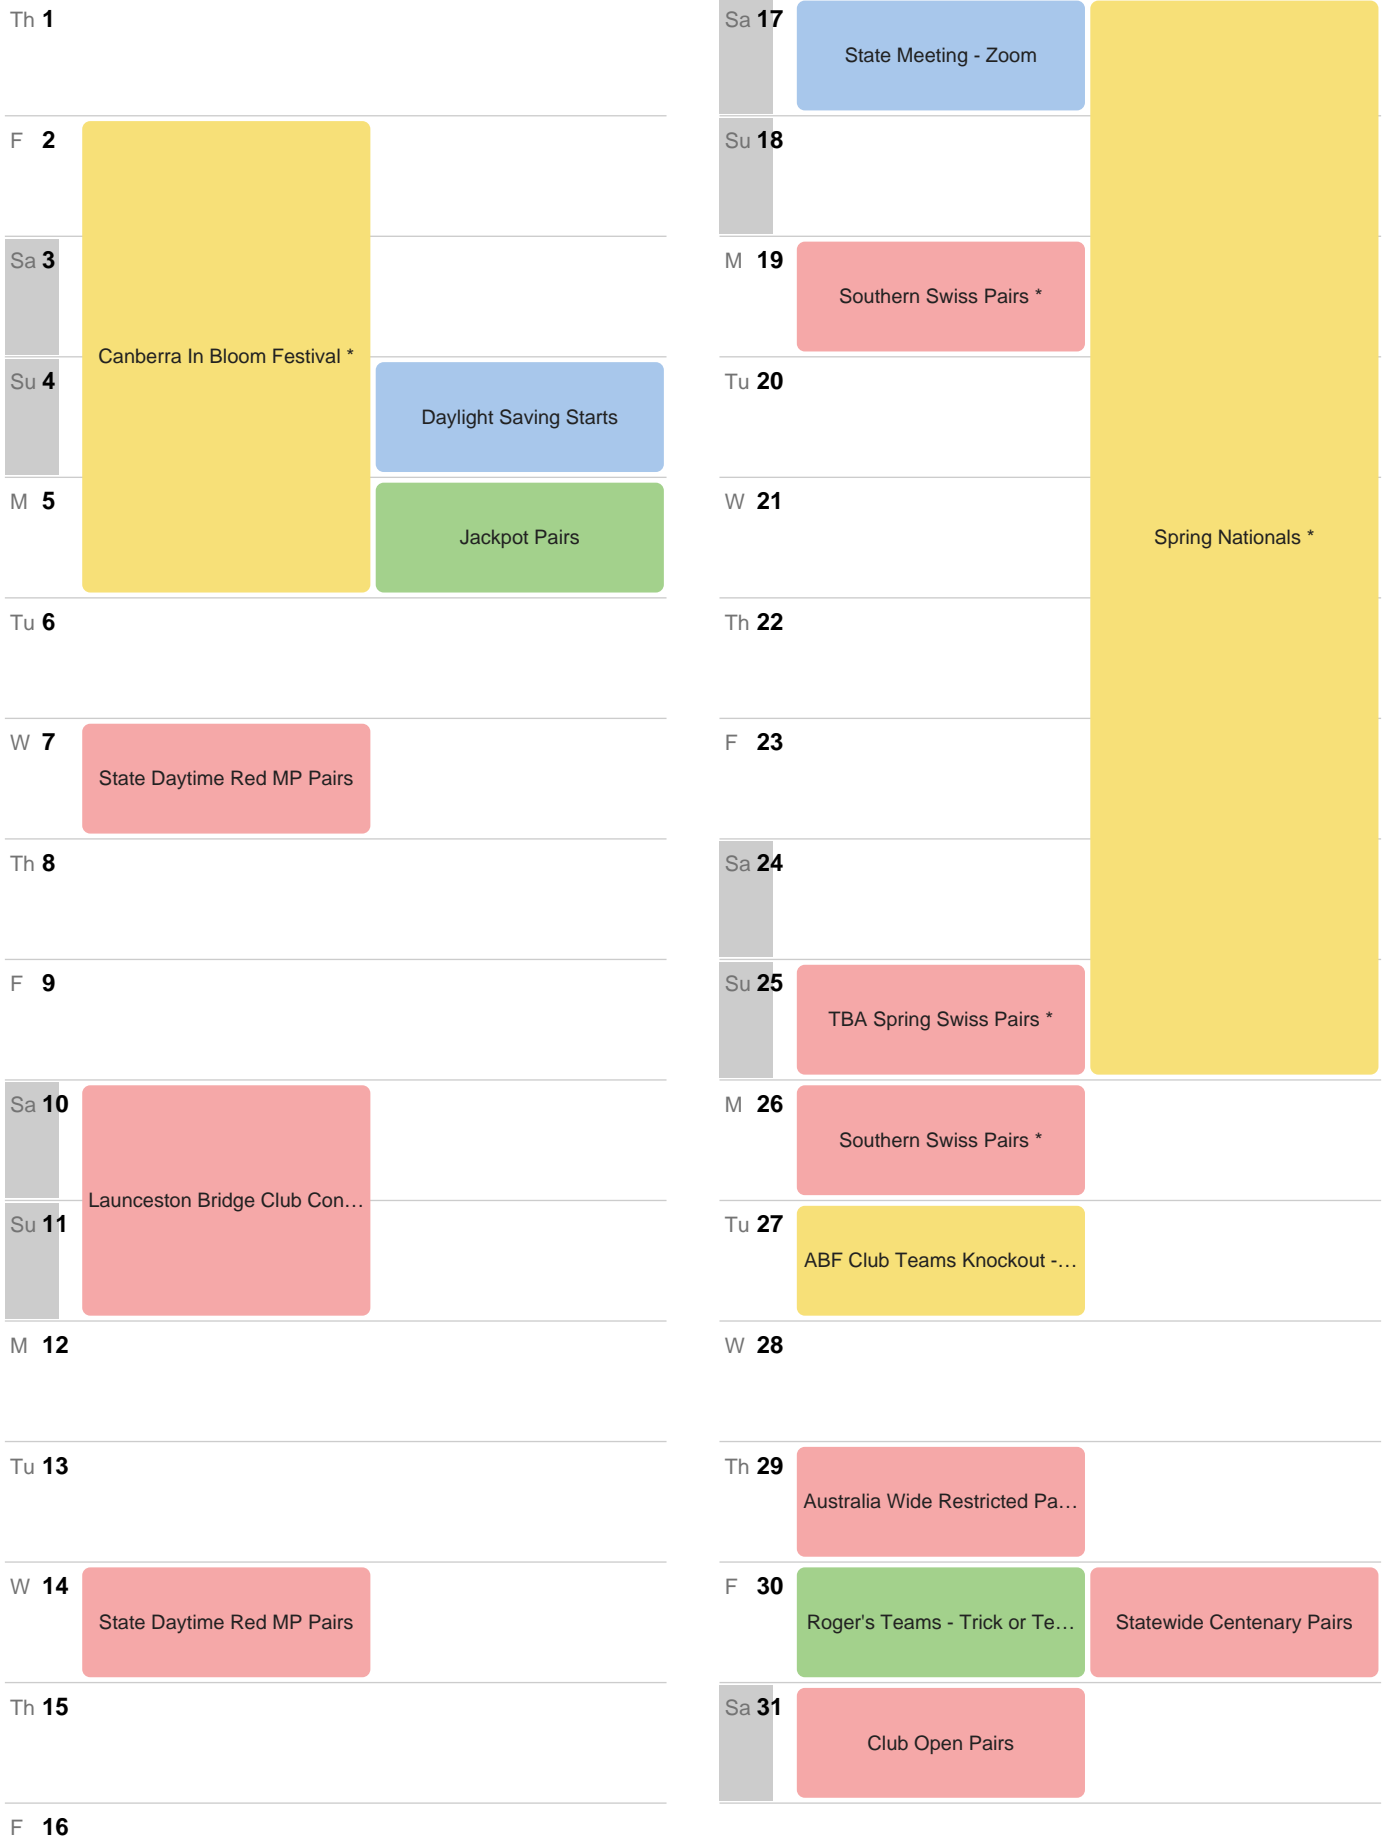 Th 1
F 2
Canberra In Bloom Festival *
Sa 3
Su 4
Daylight Saving Starts
M 5
Jackpot Pairs
Tu 6
W 7
State Daytime Red MP Pairs
Th 8
F 9
Sa 10
Launceston Bridge Club Con…
Su 11
M 12
Tu 13
W 14
State Daytime Red MP Pairs
Th 15
F 16
Sa 17
State Meeting - Zoom
Spring Nationals *
Su 18
M 19
Southern Swiss Pairs *
Tu 20
W 21
Th 22
F 23
Sa 24
Su 25
TBA Spring Swiss Pairs *
M 26
Southern Swiss Pairs *
Tu 27
ABF Club Teams Knockout -…
W 28
Th 29
Australia Wide Restricted Pa…
F 30
Roger's Teams - Trick or Te…
Statewide Centenary Pairs
Sa 31
Club Open Pairs